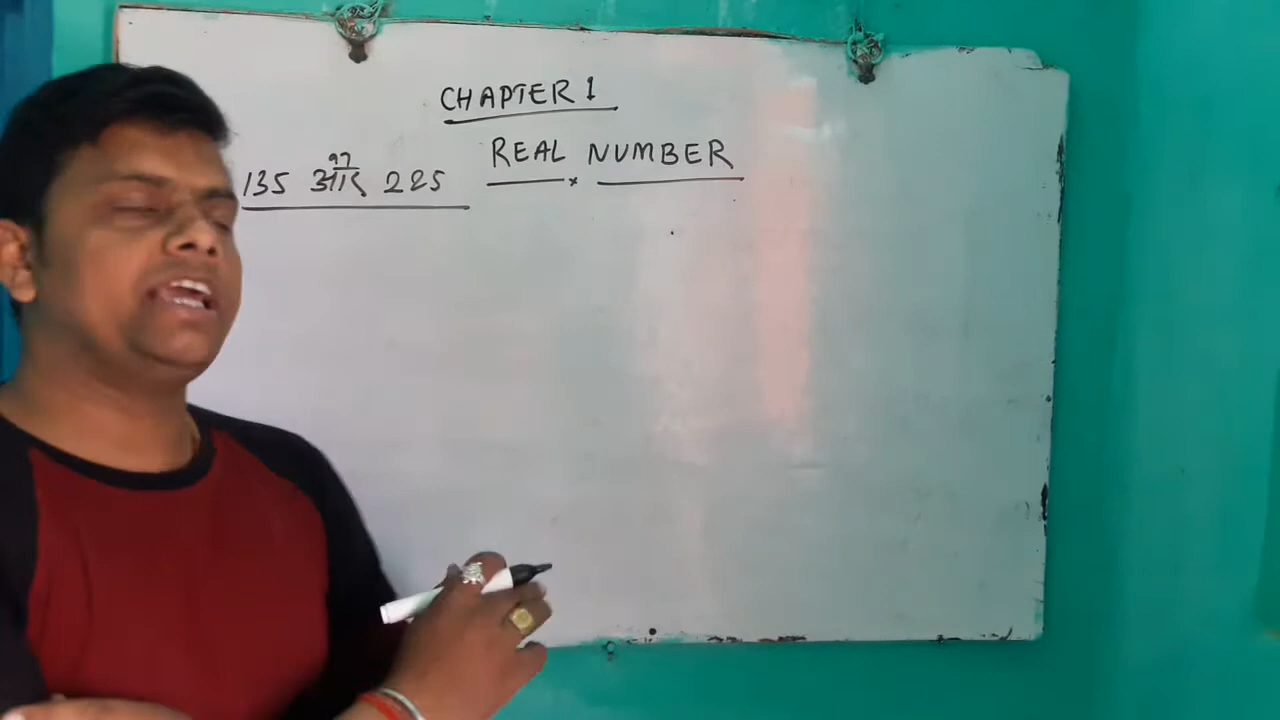 CHAPTER 1
REAL NUMBER
135 और 225